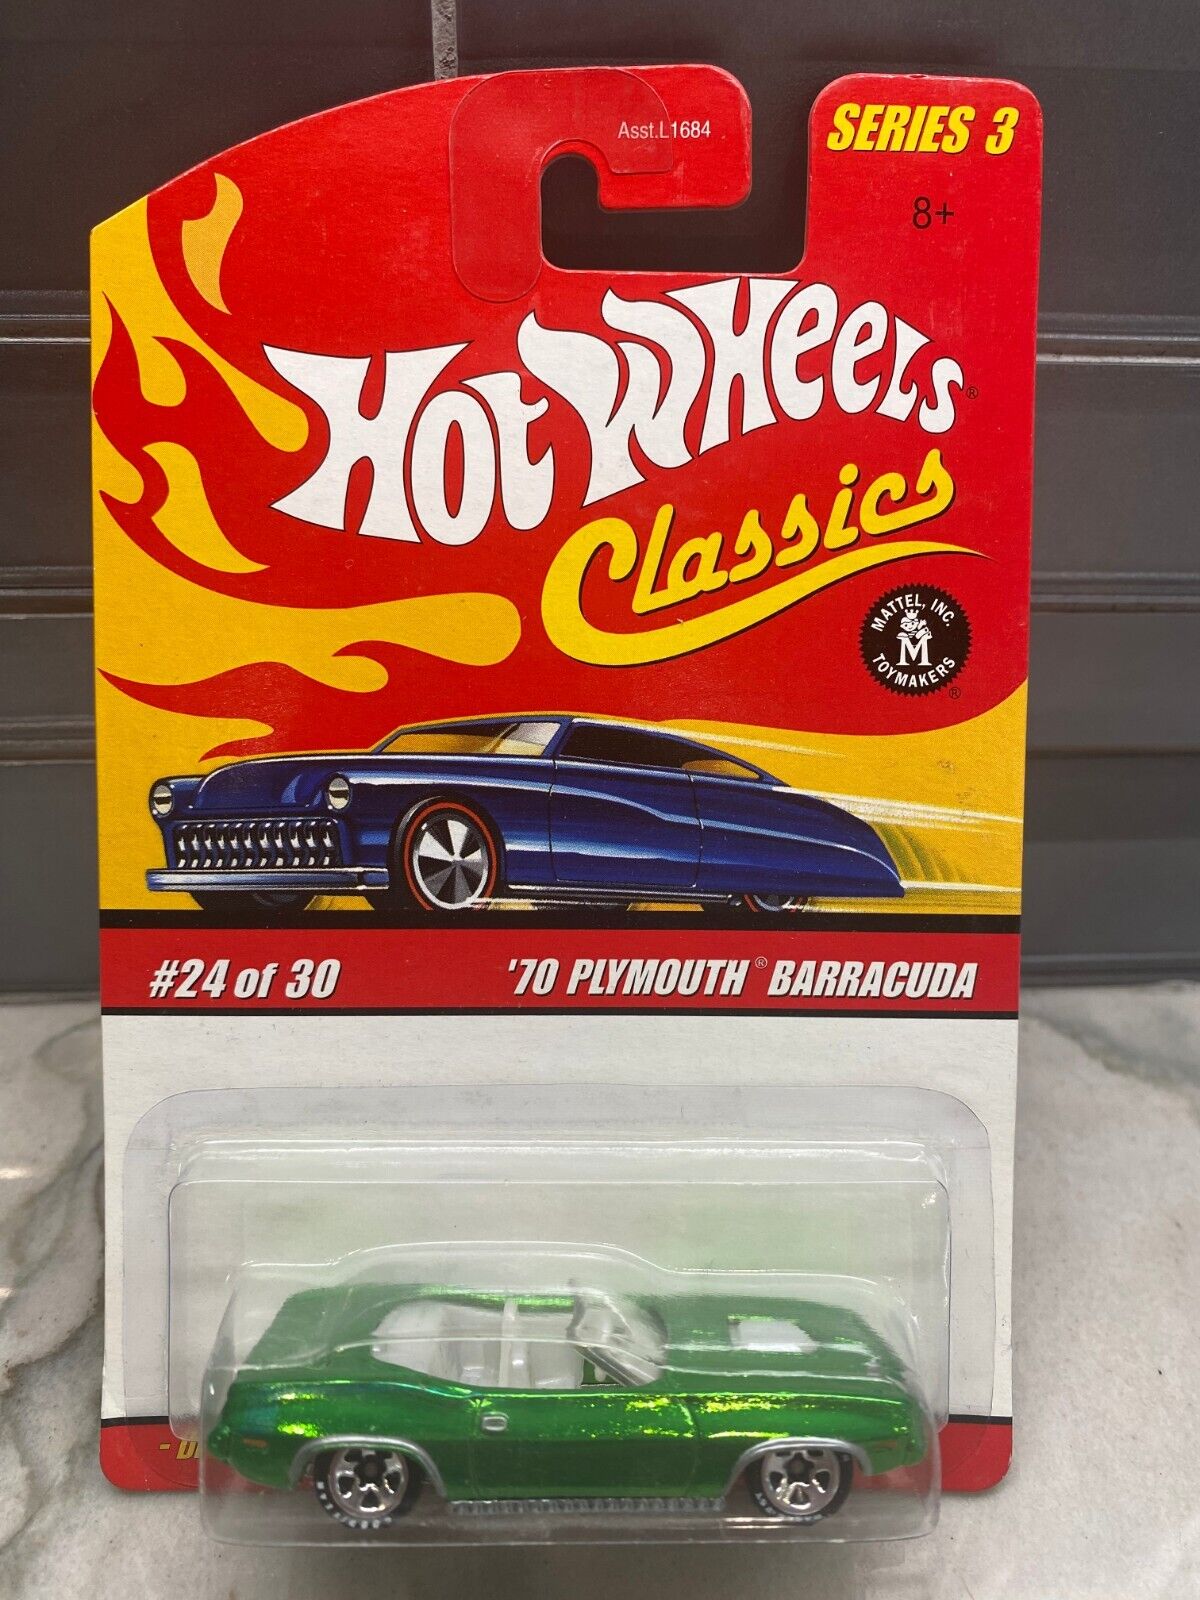 Asst.L1684
SERIES 3
8+
HOT WHEELS®
Classics
MATTEL, INC.
M
TOYMAKERS
®
#24 of 30
'70 PLYMOUTH® BARRACUDA